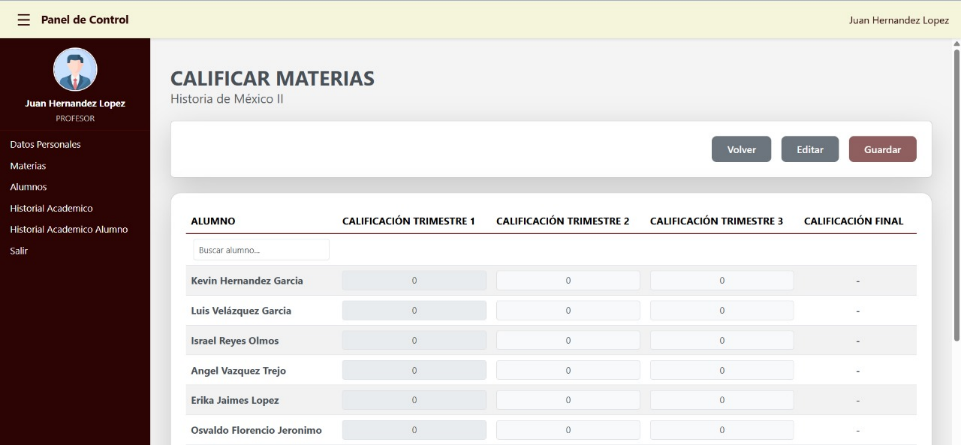 ☰ Panel de Control
Juan Hernandez Lopez
Juan Hernandez Lopez
PROFESOR
Datos Personales
Materias
Alumnos
Historial Academico
Historial Academico Alumno
Salir
CALIFICAR MATERIAS
Historia de México II
Volver Editar Guardar
ALUMNO CALIFICACIÓN TRIMESTRE 1 CALIFICACIÓN TRIMESTRE 2 CALIFICACIÓN TRIMESTRE 3 CALIFICACIÓN FINAL
Buscar alumno...
Kevin Hernandez Garcia 0 0 0 -
Luis Velázquez Garcia 0 0 0 -
Israel Reyes Olmos 0 0 0 -
Angel Vazquez Trejo 0 0 0 -
Erika Jaimes Lopez 0 0 0 -
Osvaldo Florencio Jeronimo 0 0 0 -